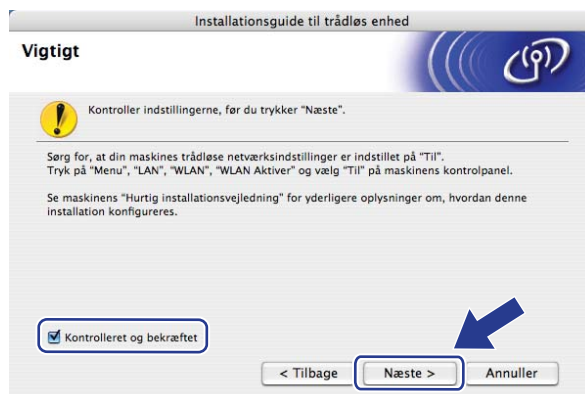 Installationsguide til trådløs enhed
Vigtigt
Kontroller indstillingerne, før du trykker "Næste".
Sørg for, at din maskines trådløse netværksindstillinger er indstillet på "Til".
Tryk på "Menu", "LAN", "WLAN", "WLAN Aktiver" og vælg "Til" på maskinens kontrolpanel.
Se maskinens "Hurtig installationsvejledning" for yderligere oplysninger om, hvordan denne
installation konfigureres.
Kontrolleret og bekræftet
< Tilbage Næste > Annuller